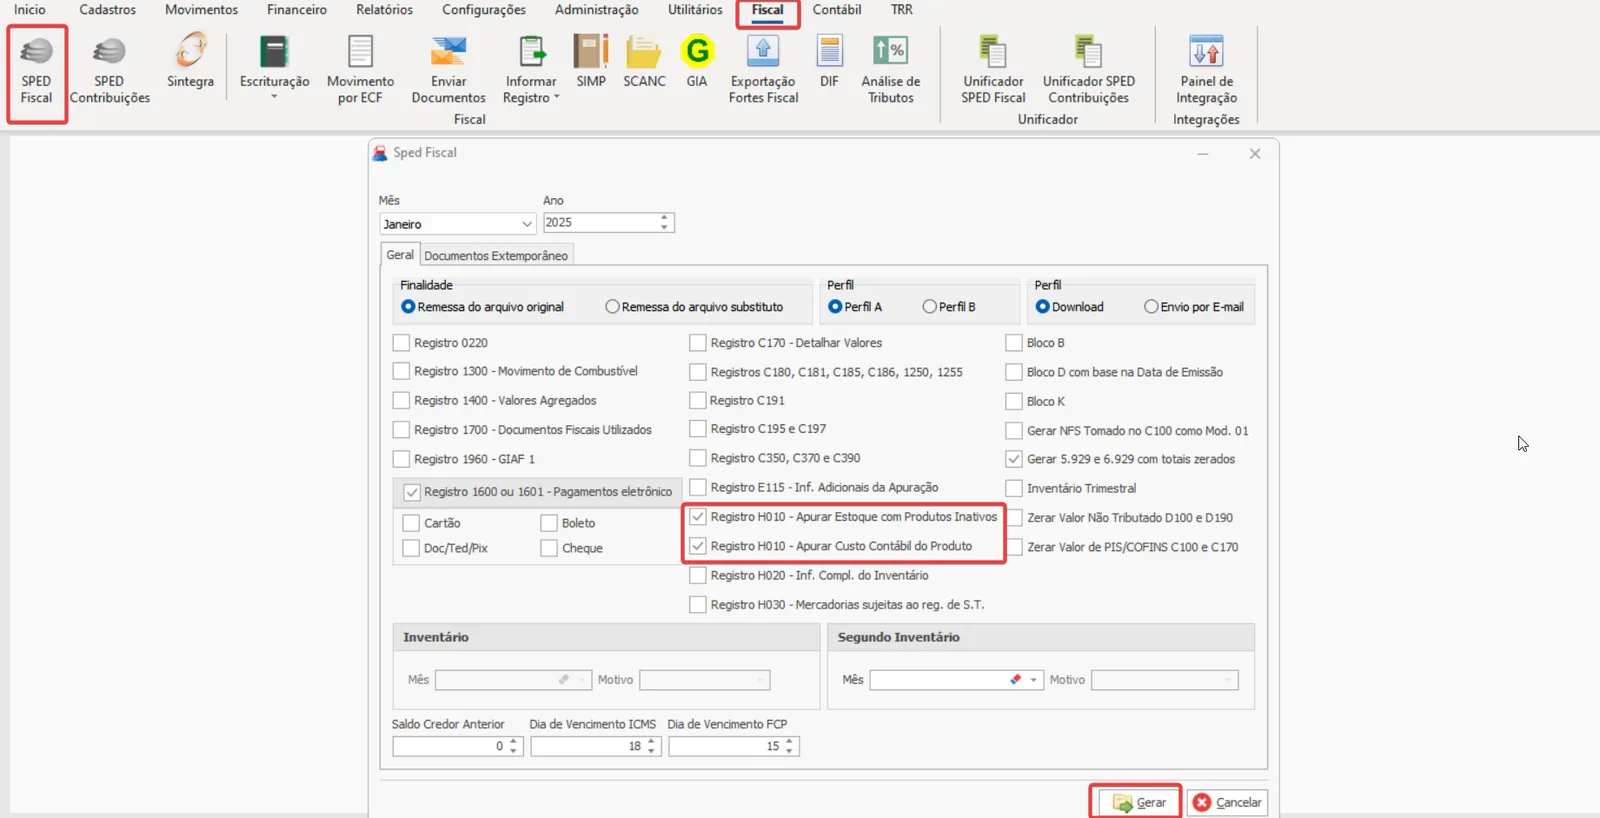 Inicio Cadastros Movimentos Financeiro Relatórios Configurações Administração Utilitários Fiscal Contábil TRR
SPED Fiscal
SPED Contribuições
Sintegra
Escrituração
Movimento por ECF
Enviar Documentos
Informar Registro
SIMP
SCANC
G
GIA
Exportação Fortes Fiscal
DIF
%
Análise de Tributos
Unificador SPED Fiscal
Unificador SPED Contribuições
Painel de Integração
Fiscal
Unificador
Integrações
Sped Fiscal
Mês Ano
Janeiro 2025
Geral Documentos Extemporâneo
Finalidade
Remessa do arquivo original Remessa do arquivo substituto
Perfil
Perfil A Perfil B
Perfil
Download Envio por E-mail
Registro 0220
Registro 1300 - Movimento de Combustível
Registro 1400 - Valores Agregados
Registro 1700 - Documentos Fiscais Utilizados
Registro 1960 - GIAF 1
Registro 1600 ou 1601 - Pagamentos eletrônico
Cartão Boleto
Doc/Ted/Pix Cheque
Registro C170 - Detalhar Valores
Registros C180, C181, C185, C186, 1250, 1255
Registro C191
Registro C195 e C197
Registro C350, C370 e C390
Registro E115 - Inf. Adicionais da Apuração
Registro H010 - Apurar Estoque com Produtos Inativos
Registro H010 - Apurar Custo Contábil do Produto
Registro H020 - Inf. Compl. do Inventário
Registro H030 - Mercadorias sujeitas ao reg. de S.T.
Bloco B
Bloco D com base na Data de Emissão
Bloco K
Gerar NFS Tomado no C100 como Mod. 01
Gerar 5.929 e 6.929 com totais zerados
Inventário Trimestral
Zerar Valor Não Tributado D100 e D190
Zerar Valor de PIS/COFINS C100 e C170
Inventário
Mês Motivo
Segundo Inventário
Mês Motivo
Saldo Credor Anterior Dia de Vencimento ICMS Dia de Vencimento FCP
0 18 15
Gerar Cancelar